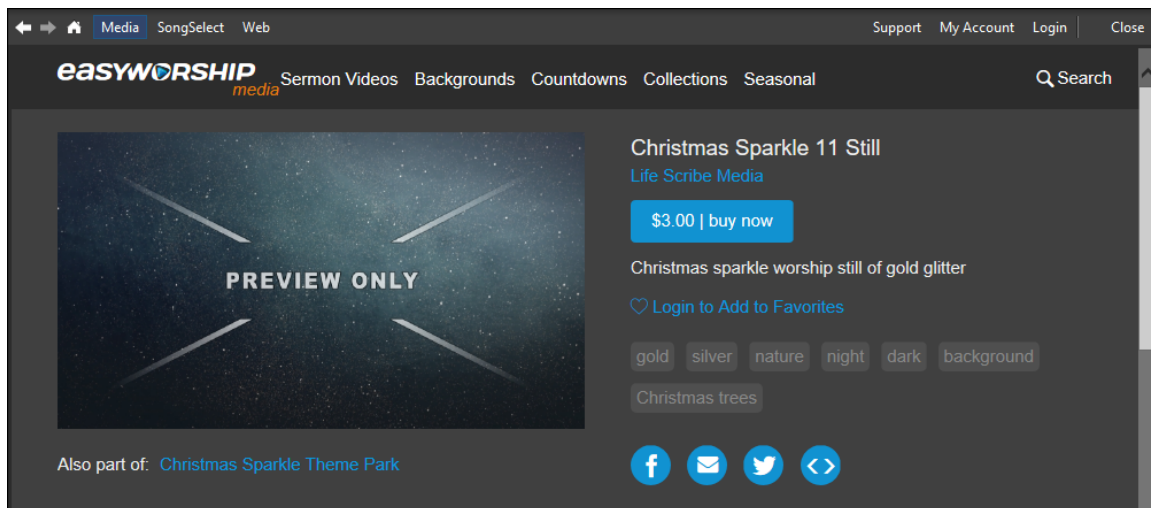 Media SongSelect Web Support My Account Login Close
easyworship media Sermon Videos Backgrounds Countdowns Collections Seasonal Search
PREVIEW ONLY
Also part of: Christmas Sparkle Theme Park
Christmas Sparkle 11 Still
Life Scribe Media
$3.00 | buy now
Christmas sparkle worship still of gold glitter
Login to Add to Favorites
gold silver nature night dark background
Christmas trees